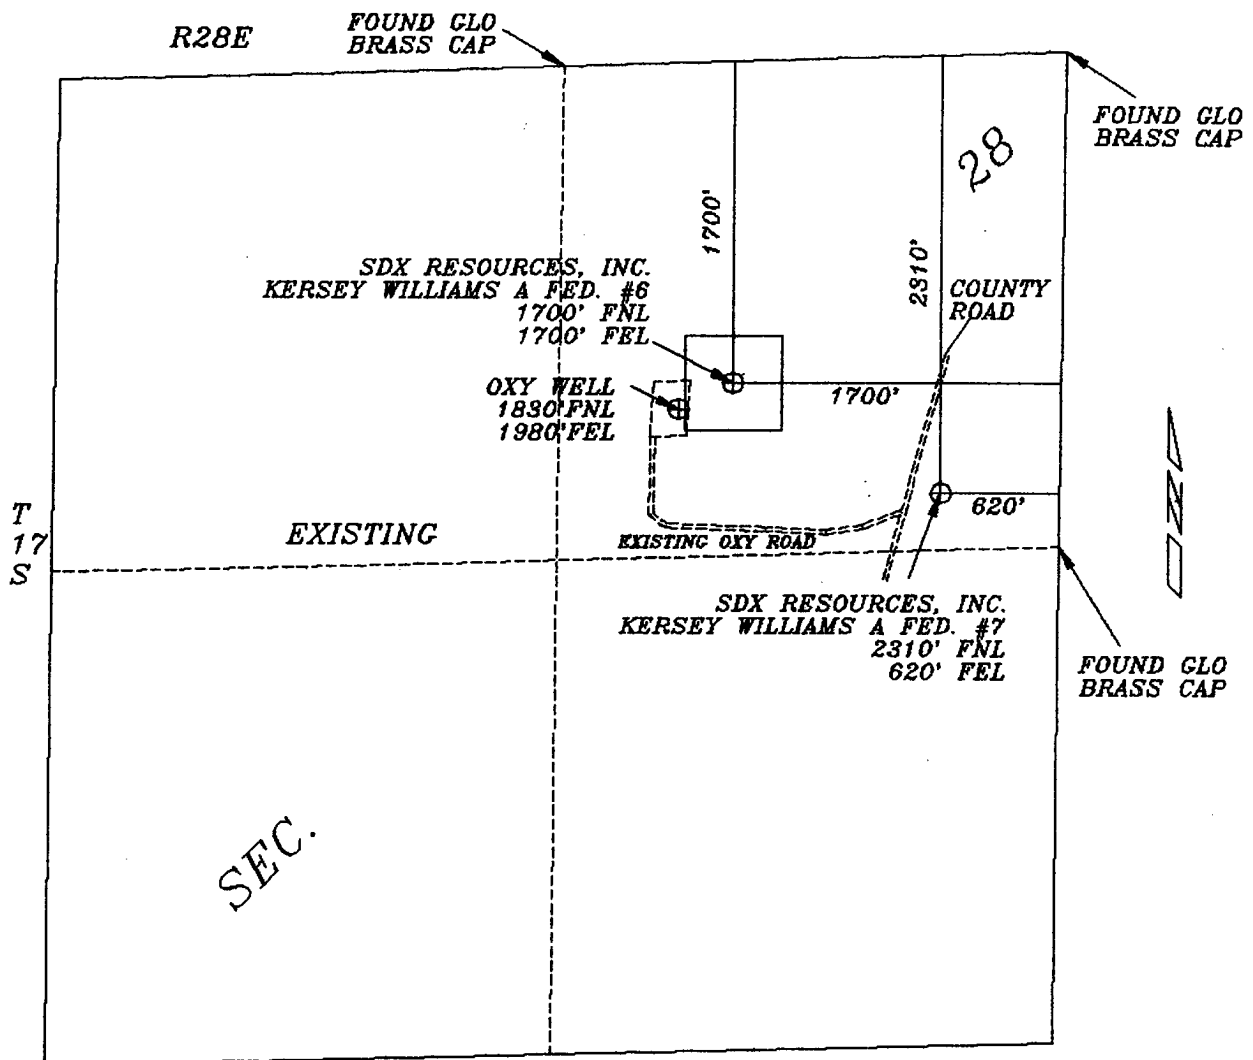 R28E
FOUND GLO
BRASS CAP
FOUND GLO
BRASS CAP
28
1700'
2310'
SDX RESOURCES, INC.
KERSEY WILLIAMS A FED. #6
1700' FNL
1700' FEL
COUNTY
ROAD
OXY WELL
1830'FNL
1980'FEL
1700'
620'
T
17
S
EXISTING
EXISTING OXY ROAD
N
SDX RESOURCES, INC.
KERSEY WILLIAMS A FED. #7
2310' FNL
620' FEL
FOUND GLO
BRASS CAP
SEC.